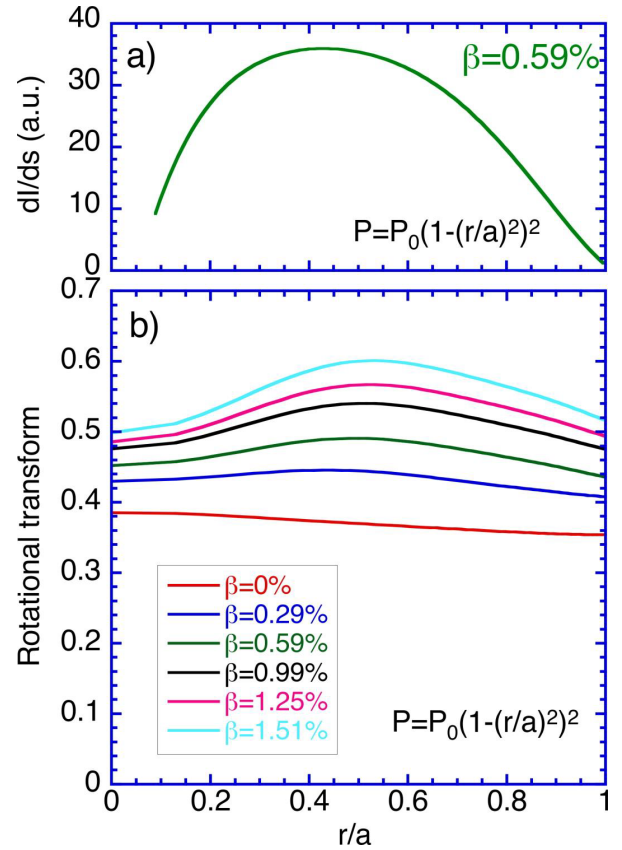 40
30
20
10
0
dI/ds (a.u.)
a)
β=0.59%
P=P₀(1-(r/a)²)²
0.7
0.6
0.5
0.4
0.3
0.2
0.1
0
Rotational transform
b)
β=0%
β=0.29%
β=0.59%
β=0.99%
β=1.25%
β=1.51%
P=P₀(1-(r/a)²)²
0 0.2 0.4 0.6 0.8 1
r/a